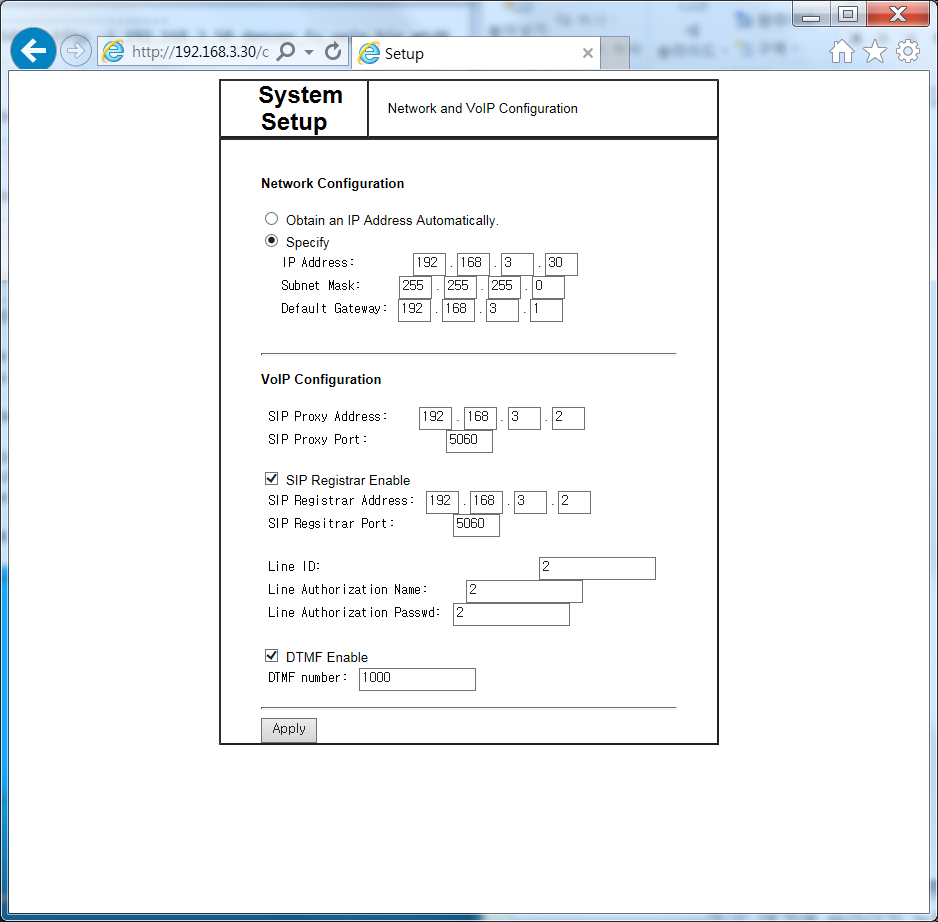 http://192.168.3.30/c
Setup
System
Setup
Network and VoIP Configuration
Network Configuration
Obtain an IP Address Automatically.
Specify
IP Address: 192 . 168 . 3 . 30
Subnet Mask: 255 . 255 . 255 . 0
Default Gateway: 192 . 168 . 3 . 1
VoIP Configuration
SIP Proxy Address: 192 . 168 . 3 . 2
SIP Proxy Port: 5060
SIP Registrar Enable
SIP Registrar Address: 192 . 168 . 3 . 2
SIP Regsitrar Port: 5060
Line ID: 2
Line Authorization Name: 2
Line Authorization Passwd: 2
DTMF Enable
DTMF number: 1000
Apply